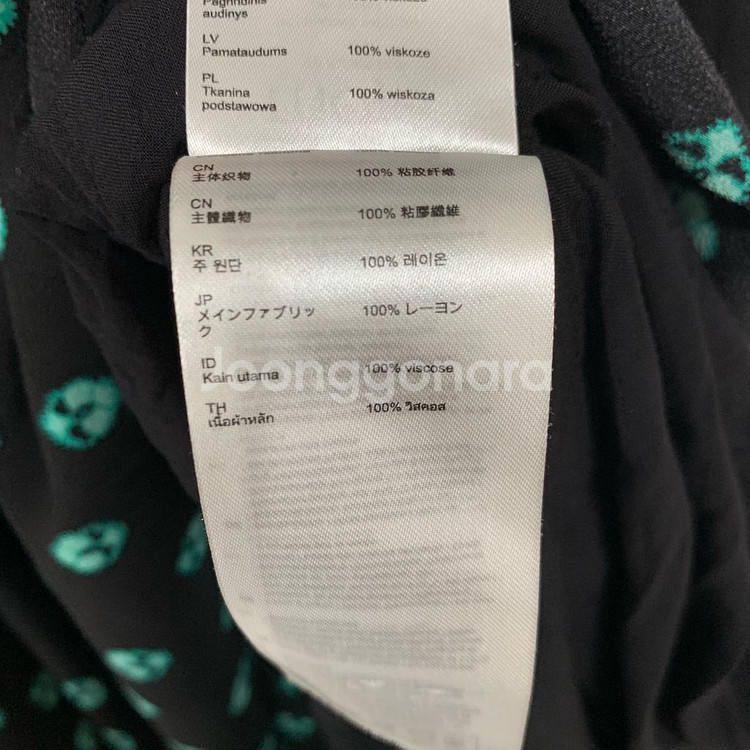 audinys
LV
Pamataudums 100% viskoze
PL
Tkanina 100% wiskoza
podstawowa
CN
主体织物 100% 粘胶纤维
CN
主體織物 100% 粘膠纖維
KR
주 원단 100% 레이온
JP
メインファブリッ 100% レーヨン
ク
ID
Kain utama 100% viscose
Joonggonara
TH
เนื้อผ้าหลัก 100% วิสคอส